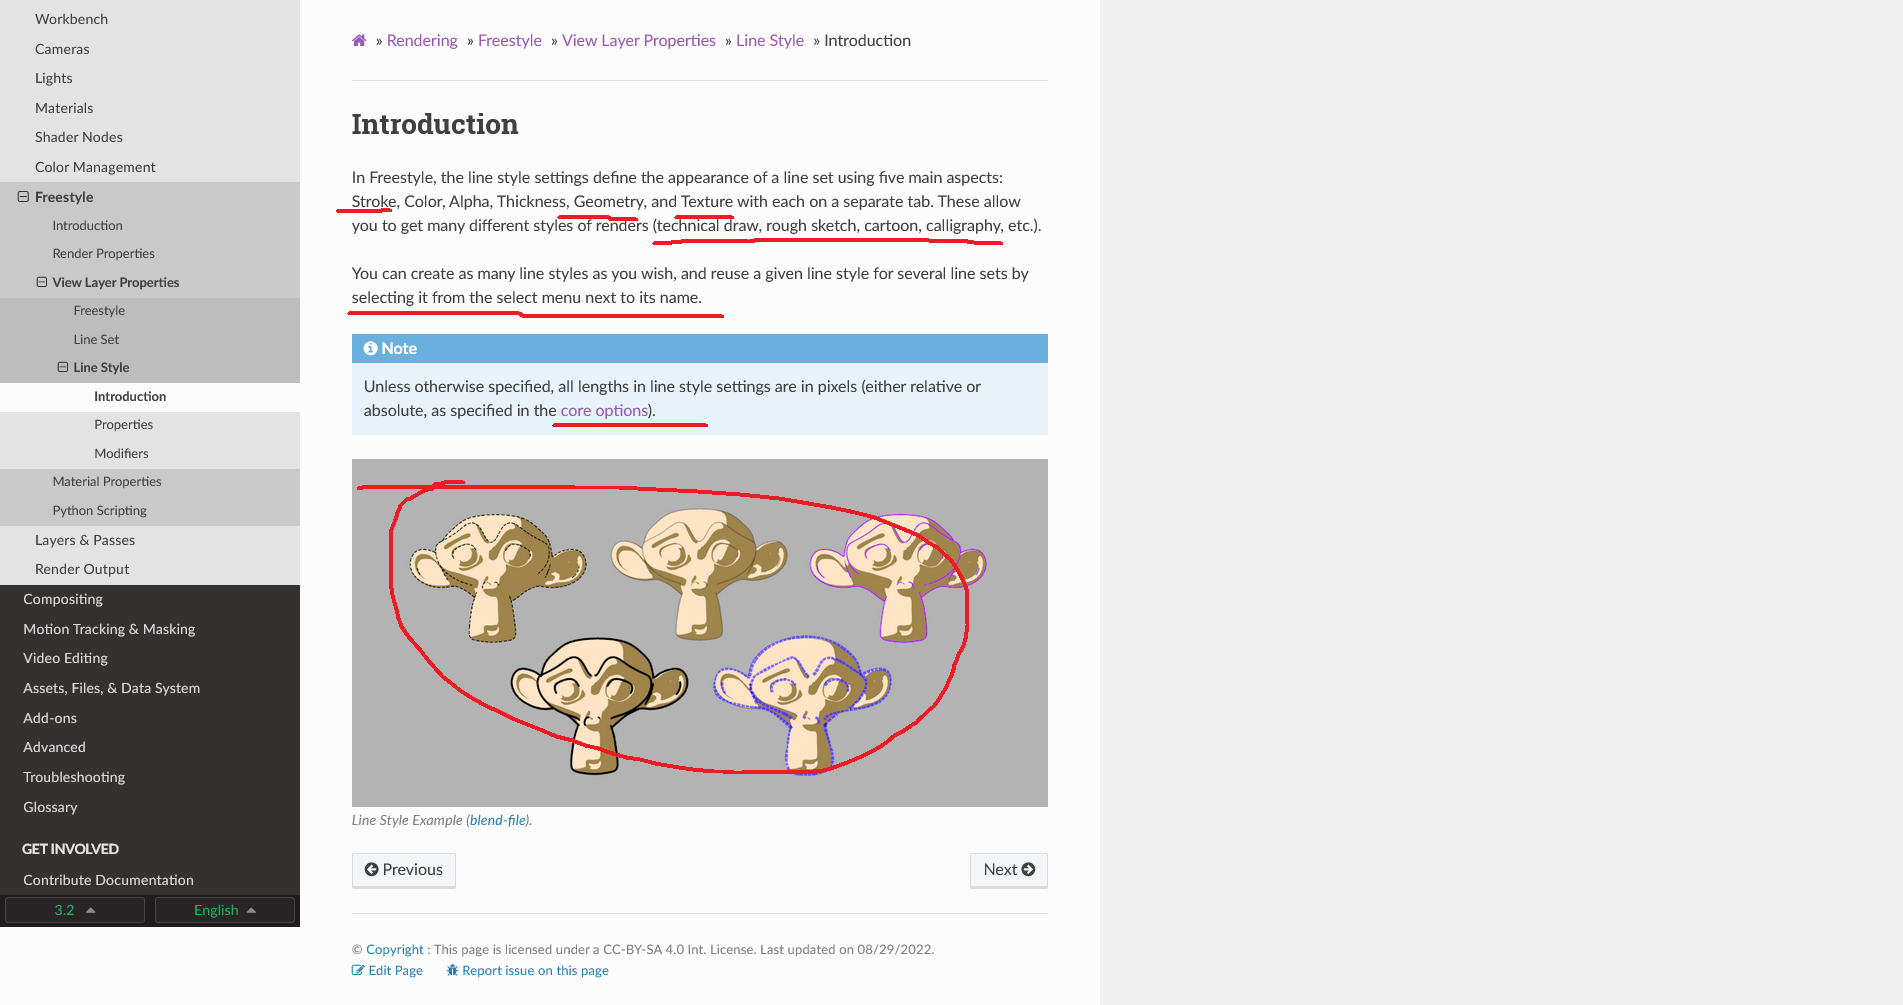 Workbench
Cameras
Lights
Materials
Shader Nodes
Color Management
Freestyle
Introduction
Render Properties
View Layer Properties
Freestyle
Line Set
Line Style
Introduction
Properties
Modifiers
Material Properties
Python Scripting
Layers & Passes
Render Output
Compositing
Motion Tracking & Masking
Video Editing
Assets, Files, & Data System
Add-ons
Advanced
Troubleshooting
Glossary
GET INVOLVED
Contribute Documentation
3.2 English
» Rendering » Freestyle » View Layer Properties » Line Style » Introduction
Introduction
In Freestyle, the line style settings define the appearance of a line set using five main aspects:
Stroke, Color, Alpha, Thickness, Geometry, and Texture with each on a separate tab. These allow
you to get many different styles of renders (technical draw, rough sketch, cartoon, calligraphy, etc.).
You can create as many line styles as you wish, and reuse a given line style for several line sets by
selecting it from the select menu next to its name.
Note
Unless otherwise specified, all lengths in line style settings are in pixels (either relative or
absolute, as specified in the core options).
Line Style Example (blend-file).
Previous Next
© Copyright : This page is licensed under a CC-BY-SA 4.0 Int. License. Last updated on 08/29/2022.
Edit Page Report issue on this page